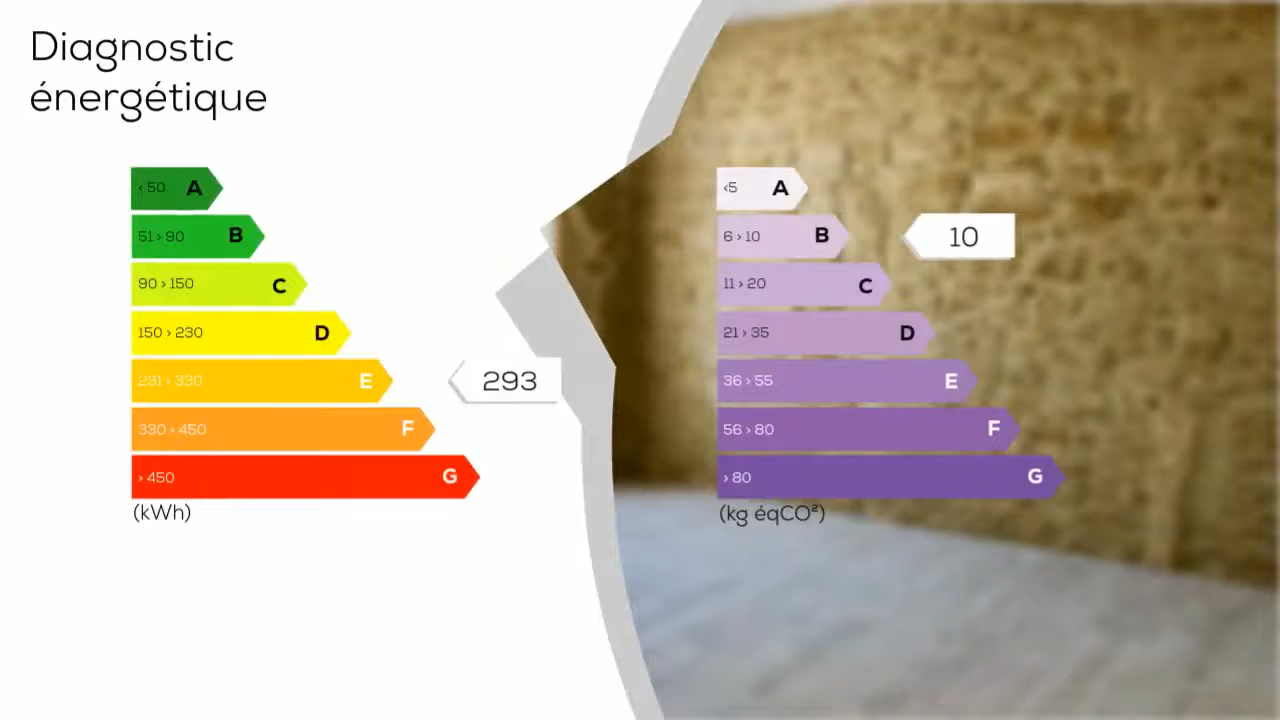 Diagnostic
énergétique
< 50 A
51 > 90 B
90 > 150 C
150 > 230 D
231 > 330 E
293
330 > 450 F
> 450 G
(kWh)
<5 A
6 > 10 B
10
11 > 20 C
21 > 35 D
36 > 55 E
56 > 80 F
> 80 G
(kg éqCO²)